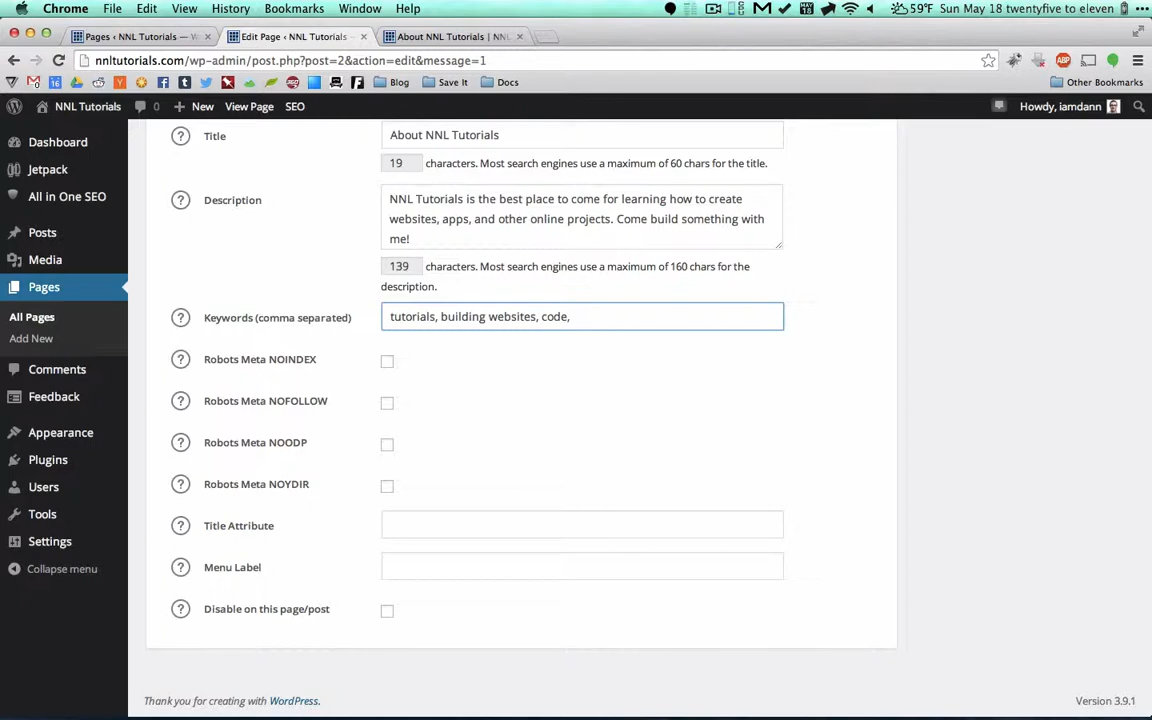 Chrome File Edit View History Bookmarks Window Help 59°F Sun May 18 twentyfive to eleven
Pages ‹ NNL Tutorials — W Edit Page ‹ NNL Tutorials About NNL Tutorials | NNL
nnltutorials.com/wp-admin/post.php?post=2&action=edit&message=1
Blog Save It Docs Other Bookmarks
NNL Tutorials 0 New View Page SEO Howdy, iamdann
Dashboard
Jetpack
All in One SEO
Posts
Media
Pages
All Pages
Add New
Comments
Feedback
Appearance
Plugins
Users
Tools
Settings
Collapse menu
? Title About NNL Tutorials
19 characters. Most search engines use a maximum of 60 chars for the title.
? Description NNL Tutorials is the best place to come for learning how to create
websites, apps, and other online projects. Come build something with
me!
139 characters. Most search engines use a maximum of 160 chars for the
description.
? Keywords (comma separated) tutorials, building websites, code,
? Robots Meta NOINDEX
? Robots Meta NOFOLLOW
? Robots Meta NOODP
? Robots Meta NOYDIR
? Title Attribute
? Menu Label
? Disable on this page/post
Thank you for creating with WordPress. Version 3.9.1